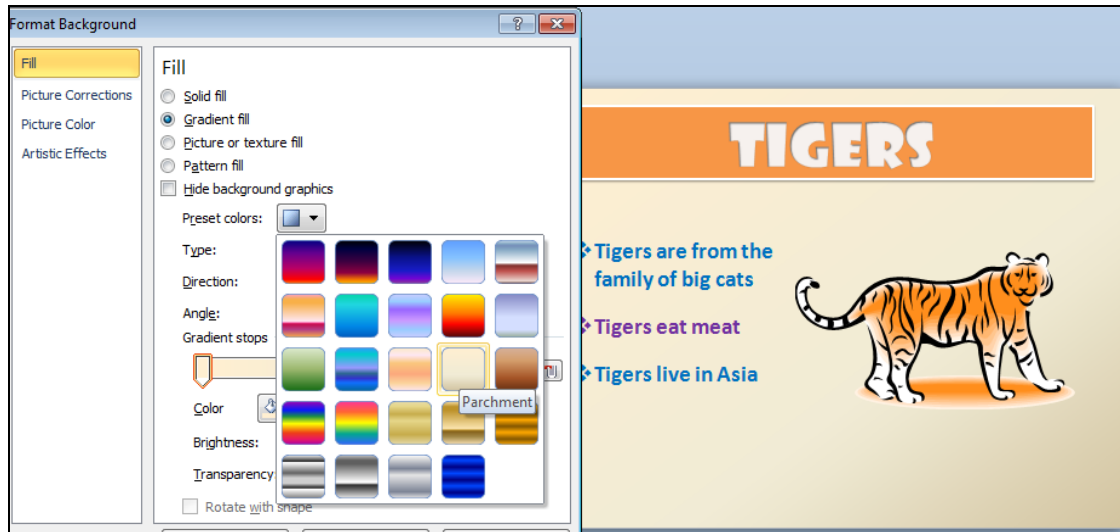 Format Background
Fill
Picture Corrections
Picture Color
Artistic Effects
Fill
Solid fill
Gradient fill
Picture or texture fill
Pattern fill
Hide background graphics
Preset colors:
Type:
Direction:
Angle:
Gradient stops
Color
Parchment
Brightness:
Transparency
Rotate with shape
TIGERS
Tigers are from the
family of big cats
Tigers eat meat
Tigers live in Asia